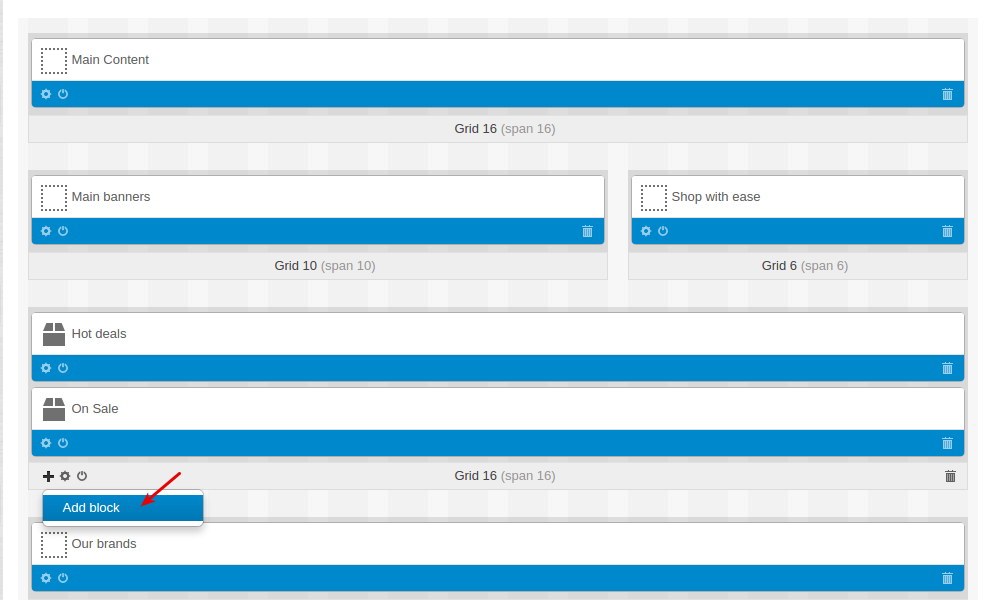 Main Content
Grid 16 (span 16)
Main banners
Shop with ease
Grid 10 (span 10)
Grid 6 (span 6)
Hot deals
On Sale
Grid 16 (span 16)
Add block
Our brands